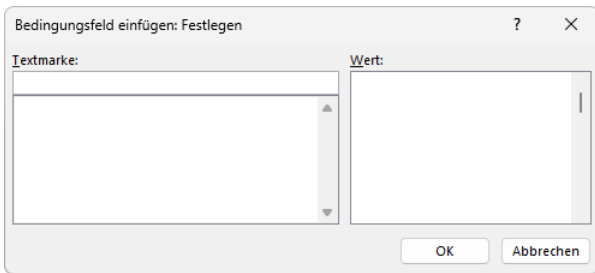 Bedingungsfeld einfügen: Festlegen
Textmarke:
Wert:
OK
Abbrechen